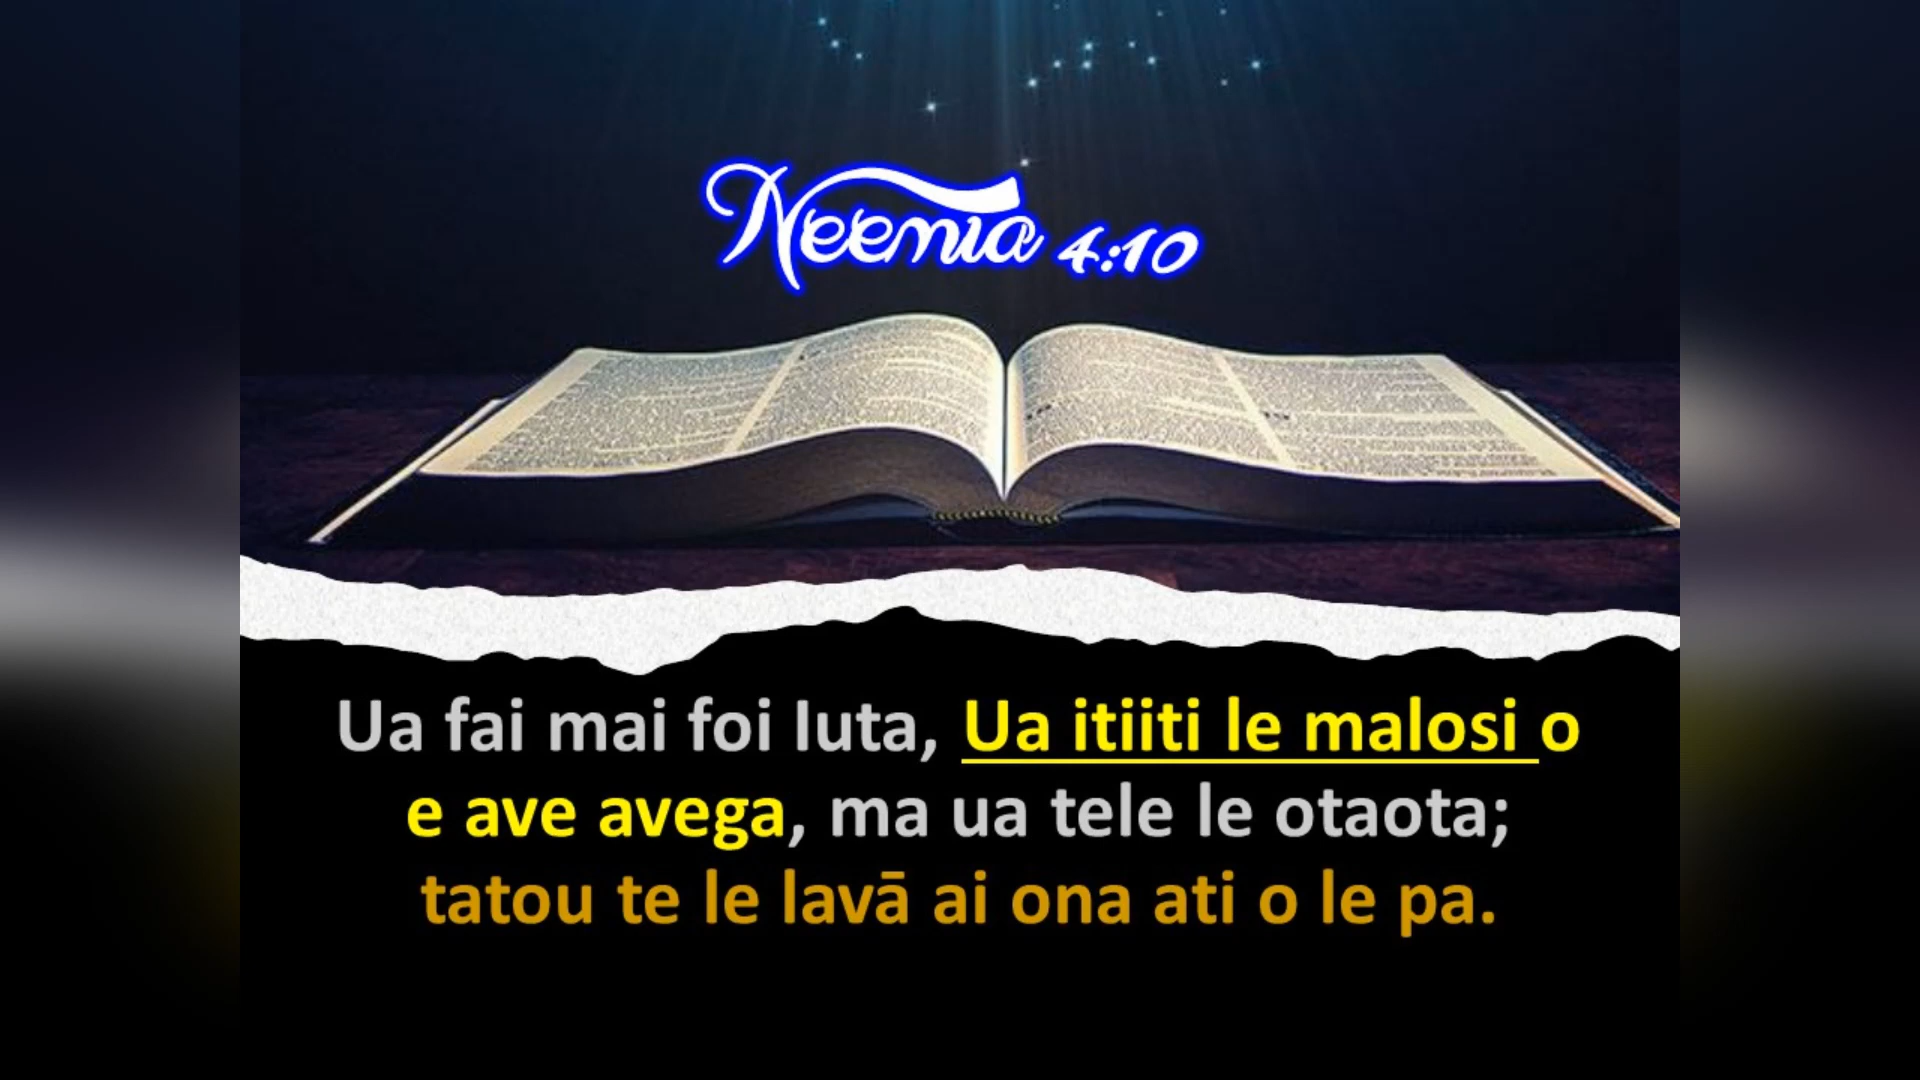 Neemia 4:10
Ua fai mai foi Iuta, Ua itiiti le malosi o
e ave avega, ma ua tele le otaota;
tatou te le lavā ai ona ati o le pa.